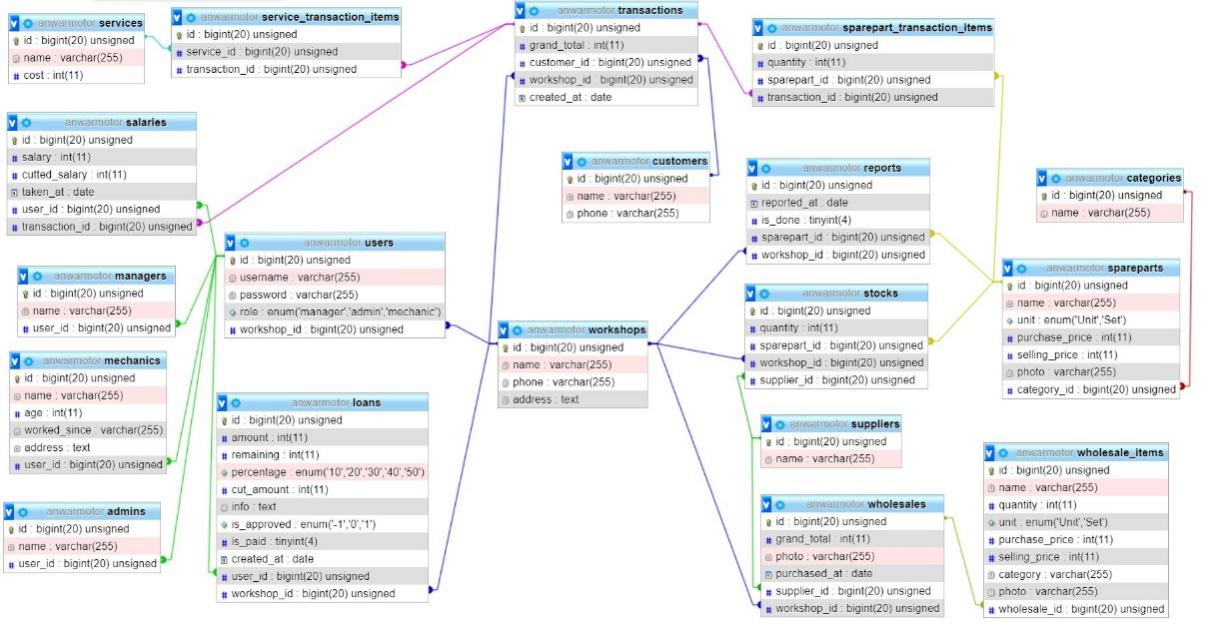 anwarmotor services
id : bigint(20) unsigned
name : varchar(255)
cost : int(11)
anwarmotor service_transaction_items
id : bigint(20) unsigned
service_id : bigint(20) unsigned
transaction_id : bigint(20) unsigned
anwarmotor transactions
id : bigint(20) unsigned
grand_total : int(11)
customer_id : bigint(20) unsigned
workshop_id : bigint(20) unsigned
created_at : date
anwarmotor sparepart_transaction_items
id : bigint(20) unsigned
quantity : int(11)
sparepart_id : bigint(20) unsigned
transaction_id : bigint(20) unsigned
anwarmotor salaries
id : bigint(20) unsigned
salary : int(11)
cutted_salary : int(11)
taken_at : date
user_id : bigint(20) unsigned
transaction_id : bigint(20) unsigned
anwarmotor customers
id : bigint(20) unsigned
name : varchar(255)
phone : varchar(255)
anwarmotor reports
id : bigint(20) unsigned
reported_at : date
is_done : tinyint(4)
sparepart_id : bigint(20) unsigned
workshop_id : bigint(20) unsigned
anwarmotor categories
id : bigint(20) unsigned
name : varchar(255)
anwarmotor users
id : bigint(20) unsigned
username : varchar(255)
password : varchar(255)
role : enum('manager','admin','mechanic')
workshop_id : bigint(20) unsigned
anwarmotor managers
id : bigint(20) unsigned
name : varchar(255)
user_id : bigint(20) unsigned
anwarmotor spareparts
id : bigint(20) unsigned
name : varchar(255)
unit : enum('Unit','Set')
purchase_price : int(11)
selling_price : int(11)
photo : varchar(255)
category_id : bigint(20) unsigned
anwarmotor stocks
id : bigint(20) unsigned
quantity : int(11)
sparepart_id : bigint(20) unsigned
workshop_id : bigint(20) unsigned
supplier_id : bigint(20) unsigned
anwarmotor workshops
id : bigint(20) unsigned
name : varchar(255)
phone : varchar(255)
address : text
anwarmotor mechanics
id : bigint(20) unsigned
name : varchar(255)
age : int(11)
worked_since : varchar(255)
address : text
user_id : bigint(20) unsigned
anwarmotor loans
id : bigint(20) unsigned
amount : int(11)
remaining : int(11)
percentage : enum('10','20','30','40','50')
cut_amount : int(11)
info : text
is_approved : enum('-1','0','1')
is_paid : tinyint(4)
created_at : date
user_id : bigint(20) unsigned
workshop_id : bigint(20) unsigned
anwarmotor suppliers
id : bigint(20) unsigned
name : varchar(255)
anwarmotor wholesale_items
id : bigint(20) unsigned
name : varchar(255)
quantity : int(11)
unit : enum('Unit','Set')
purchase_price : int(11)
selling_price : int(11)
category : varchar(255)
photo : varchar(255)
wholesale_id : bigint(20) unsigned
anwarmotor wholesales
id : bigint(20) unsigned
grand_total : int(11)
photo : varchar(255)
purchased_at : date
supplier_id : bigint(20) unsigned
workshop_id : bigint(20) unsigned
anwarmotor admins
id : bigint(20) unsigned
name : varchar(255)
user_id : bigint(20) unsigned